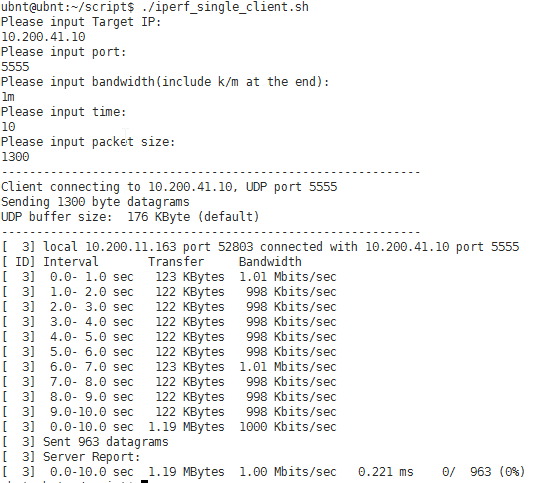 ubnt@ubnt:~/script$ ./iperf_single_client.sh
Please input Target IP:
10.200.41.10
Please input port:
5555
Please input bandwidth(include k/m at the end):
1m
Please input time:
10
Please input packet size:
1300
------------------------------------------------------------
Client connecting to 10.200.41.10, UDP port 5555
Sending 1300 byte datagrams
UDP buffer size:  176 KByte (default)
------------------------------------------------------------
[  3] local 10.200.11.163 port 52803 connected with 10.200.41.10 port 5555
[ ID] Interval       Transfer     Bandwidth
[  3]  0.0- 1.0 sec   123 KBytes  1.01 Mbits/sec
[  3]  1.0- 2.0 sec   122 KBytes   998 Kbits/sec
[  3]  2.0- 3.0 sec   122 KBytes   998 Kbits/sec
[  3]  3.0- 4.0 sec   122 KBytes   998 Kbits/sec
[  3]  4.0- 5.0 sec   122 KBytes   998 Kbits/sec
[  3]  5.0- 6.0 sec   122 KBytes   998 Kbits/sec
[  3]  6.0- 7.0 sec   123 KBytes  1.01 Mbits/sec
[  3]  7.0- 8.0 sec   122 KBytes   998 Kbits/sec
[  3]  8.0- 9.0 sec   122 KBytes   998 Kbits/sec
[  3]  9.0-10.0 sec   122 KBytes   998 Kbits/sec
[  3]  0.0-10.0 sec  1.19 MBytes  1000 Kbits/sec
[  3] Sent 963 datagrams
[  3] Server Report:
[  3]  0.0-10.0 sec  1.19 MBytes  1.00 Mbits/sec   0.221 ms    0/  963 (0%)